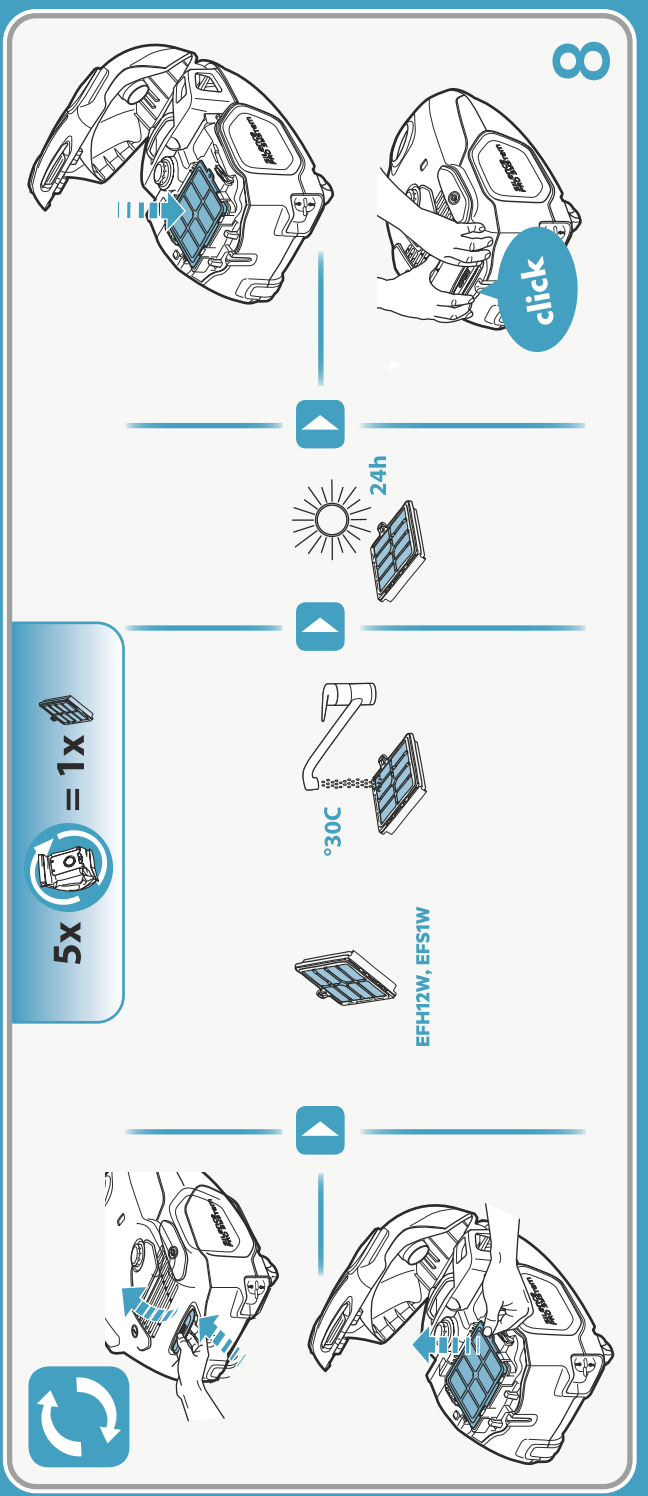 5x = 1x
EFH12W, EFS1W
°30C
24h
click
8